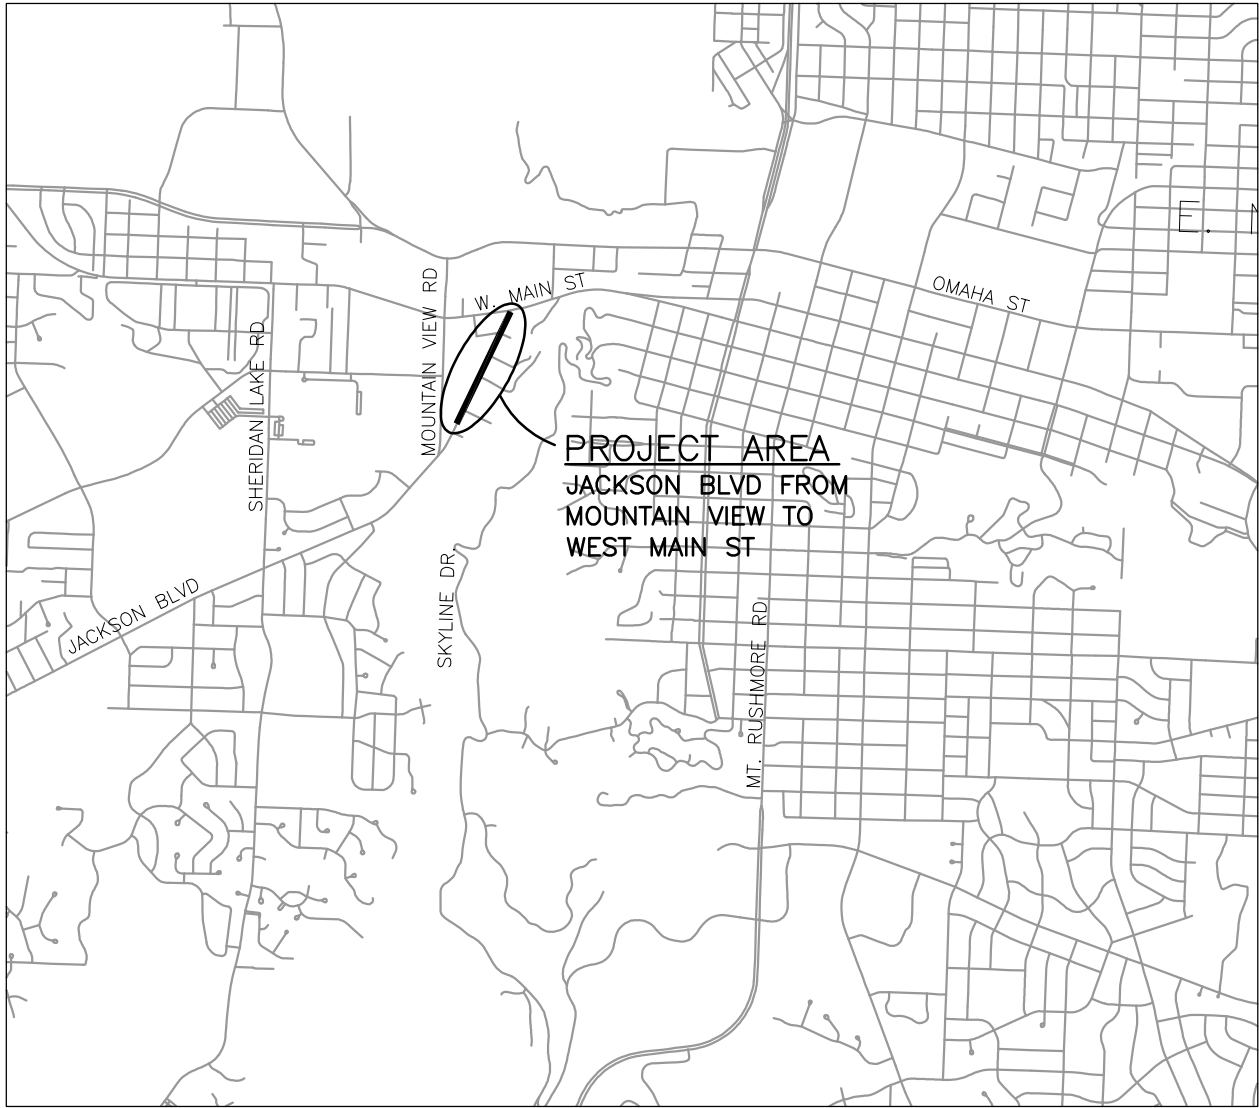 E. N
OMAHA ST
W. MAIN ST
MOUNTAIN VIEW RD
SHERIDAN LAKE RD
PROJECT AREA
JACKSON BLVD FROM
MOUNTAIN VIEW TO
WEST MAIN ST
JACKSON BLVD
SKYLINE DR.
MT. RUSHMORE RD